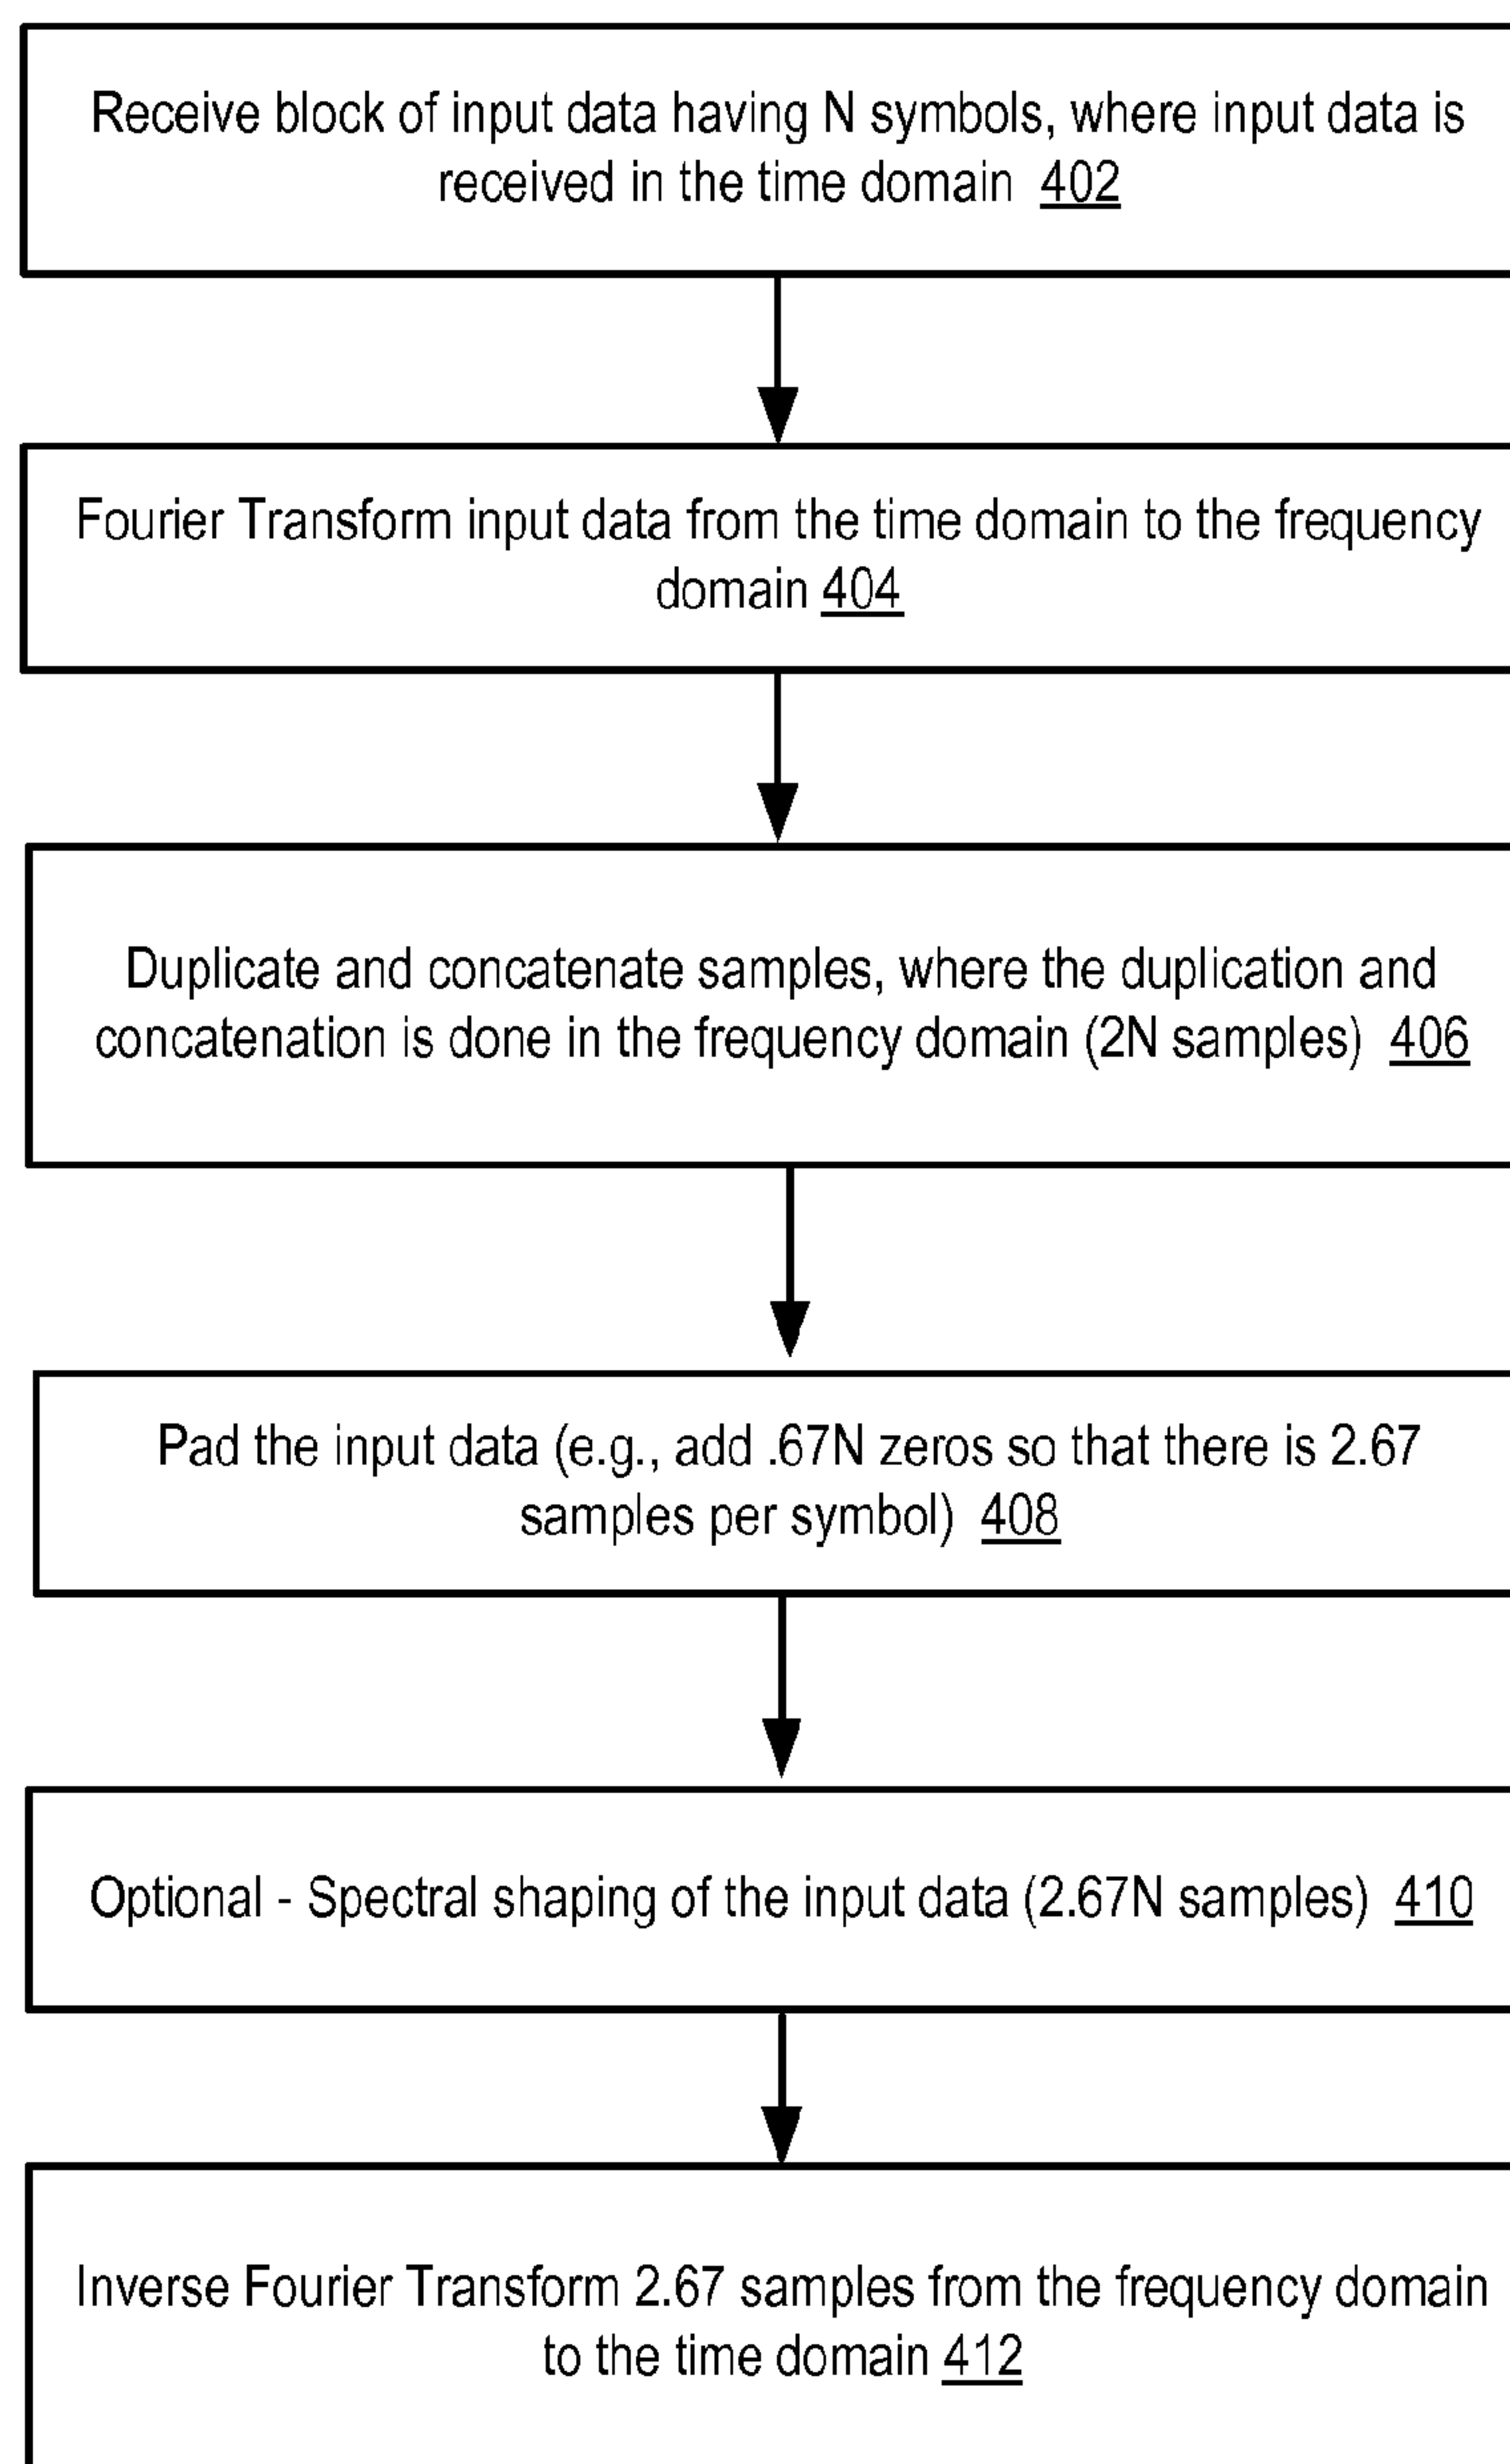 Receive block of input data having N symbols, where input data is
received in the time domain 402
Fourier Transform input data from the time domain to the frequency
domain 404
Duplicate and concatenate samples, where the duplication and
concatenation is done in the frequency domain (2N samples) 406
Pad the input data (e.g., add .67N zeros so that there is 2.67
samples per symbol) 408
Optional - Spectral shaping of the input data (2.67N samples) 410
Inverse Fourier Transform 2.67 samples from the frequency domain
to the time domain 412